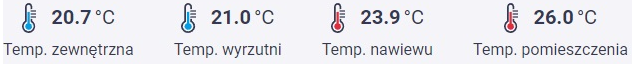 20.7 °C 21.0 °C 23.9 °C 26.0 °C
Temp. zewnętrzna Temp. wyrzutni Temp. nawiewu Temp. pomieszczenia